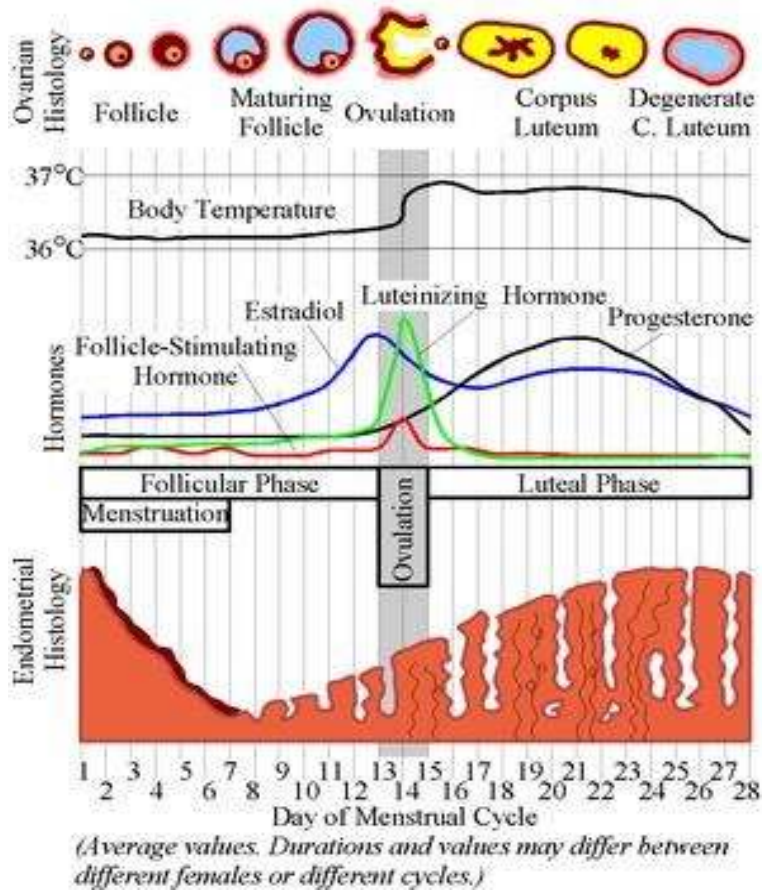 Ovarian
Histology
Follicle
Maturing
Follicle
Ovulation
Corpus
Luteum
Degenerate
C. Luteum
37°C
Body Temperature
36°C
Hormones
Estradiol
Luteinizing Hormone
Progesterone
Follicle-Stimulating
Hormone
Follicular Phase
Ovulation
Luteal Phase
Menstruation
Endometrial
Histology
1 3 5 7 9 11 13 15 17 19 21 23 25 27
2 4 6 8 10 12 14 16 18 20 22 24 26 28
Day of Menstrual Cycle
(Average values. Durations and values may differ between
different females or different cycles.)